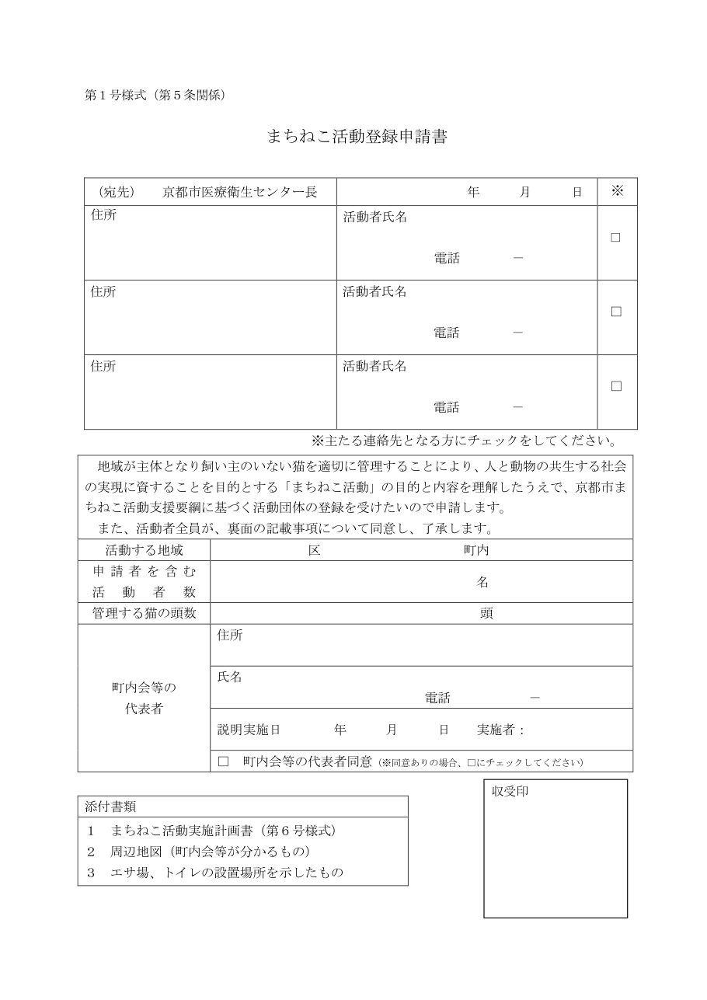 第１号様式（第５条関係）
まちねこ活動登録申請書
（宛先）　京都市医療衛生センター長　年　月　日　※
住所　活動者氏名
□
電話　－
住所　活動者氏名
□
電話　－
住所　活動者氏名
□
電話　－
※主たる連絡先となる方にチェックをしてください。
地域が主体となり飼い主のいない猫を適切に管理することにより、人と動物の共生する社会
の実現に資することを目的とする「まちねこ活動」の目的と内容を理解したうえで、京都市ま
ちねこ活動支援要綱に基づく活動団体の登録を受けたいので申請します。
また、活動者全員が、裏面の記載事項について同意し、了承します。
活動する地域　区　町内
申請者を含む
活動者数　名
管理する猫の頭数　頭
町内会等の
代表者
住所
氏名
電話　－
説明実施日　年　月　日　実施者：
□　町内会等の代表者同意（※同意ありの場合、□にチェックしてください）
添付書類
１　まちねこ活動実施計画書（第６号様式）
２　周辺地図（町内会等が分かるもの）
３　エサ場、トイレの設置場所を示したもの
収受印